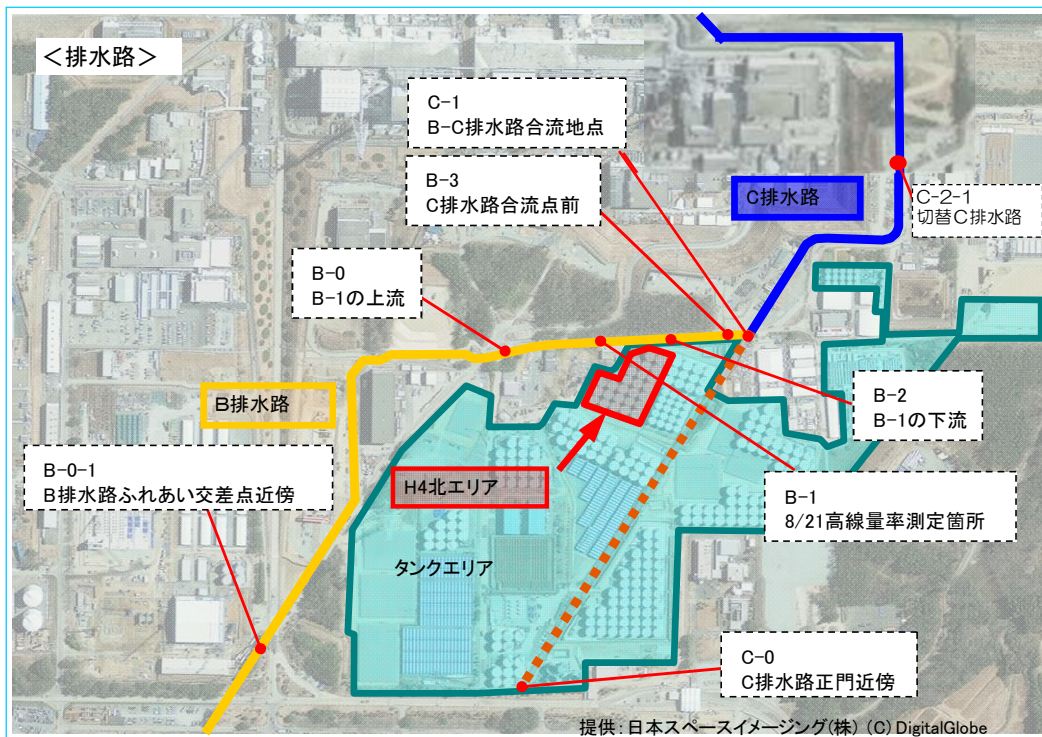 <排水路>
C-1
B-C排水路合流地点
B-3
C排水路合流点前
C排水路
C-2-1
切替C排水路
B-0
B-1の上流
B排水路
B-2
B-1の下流
B-0-1
B排水路ふれあい交差点近傍
H4北エリア
B-1
8/21高線量率測定箇所
タンクエリア
C-0
C排水路正門近傍
提供：日本スペースイメージング(株) (C)DigitalGlobe